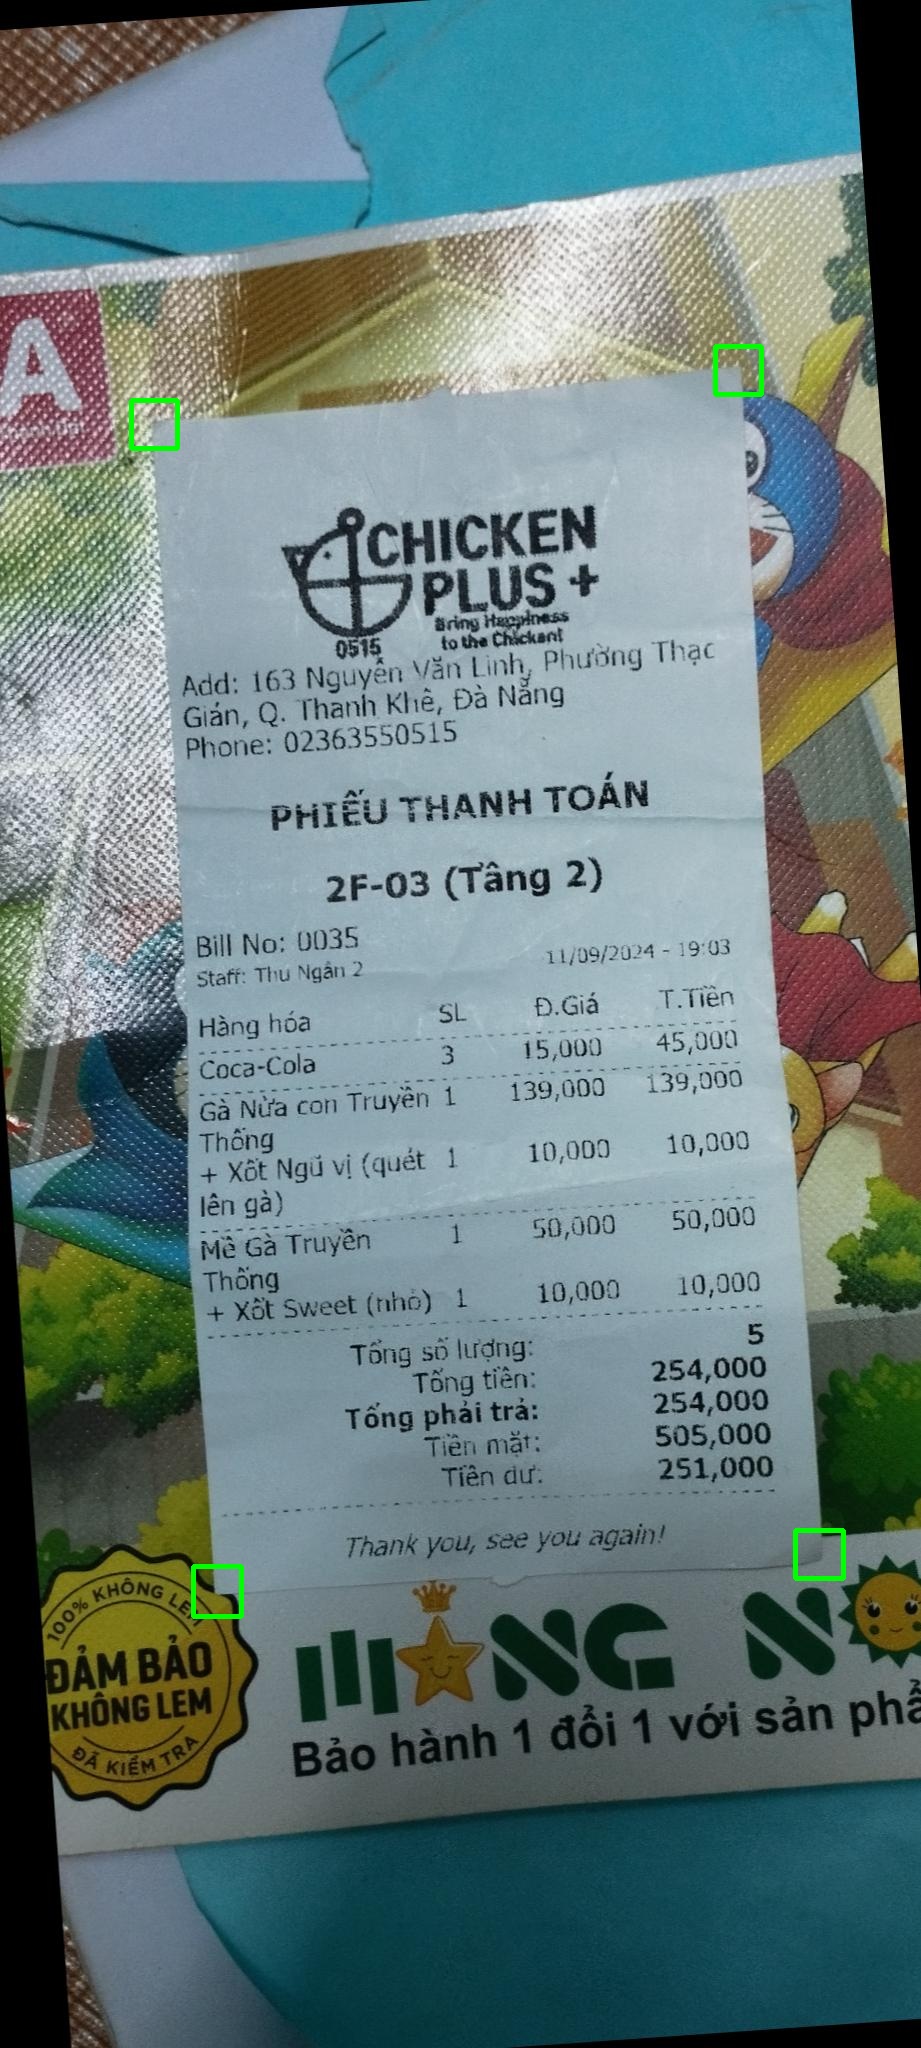 A
CHICKEN
PLUS +
Bring Happiness
to the Chicken!
0515
Add: 163 Nguyễn Văn Linh, Phường Thạc
Gián, Q. Thanh Khê, Đà Nẵng
Phone: 02363550515
PHIẾU THANH TOÁN
2F-03 (Tầng 2)
Bill No: 0035
Staff: Thu Ngân 2 11/09/2024 - 19:03
Hàng hóa SL Đ.Giá T.Tiền
Coca-Cola 3 15,000 45,000
Gà Nửa con Truyền 1 139,000 139,000
Thống
+ Xốt Ngũ vị (quét 1 10,000 10,000
lên gà)
Mề Gà Truyền 1 50,000 50,000
Thống
+ Xốt Sweet (nhỏ) 1 10,000 10,000
Tổng số lượng: 5
Tổng tiền: 254,000
Tổng phải trả: 254,000
Tiền mặt: 505,000
Tiền dư: 251,000
Thank you, see you again!
100% KHÔNG LEM
ĐẢM BẢO
KHÔNG LEM
ĐÃ KIỂM TRA
Bảo hành 1 đổi 1 với sản